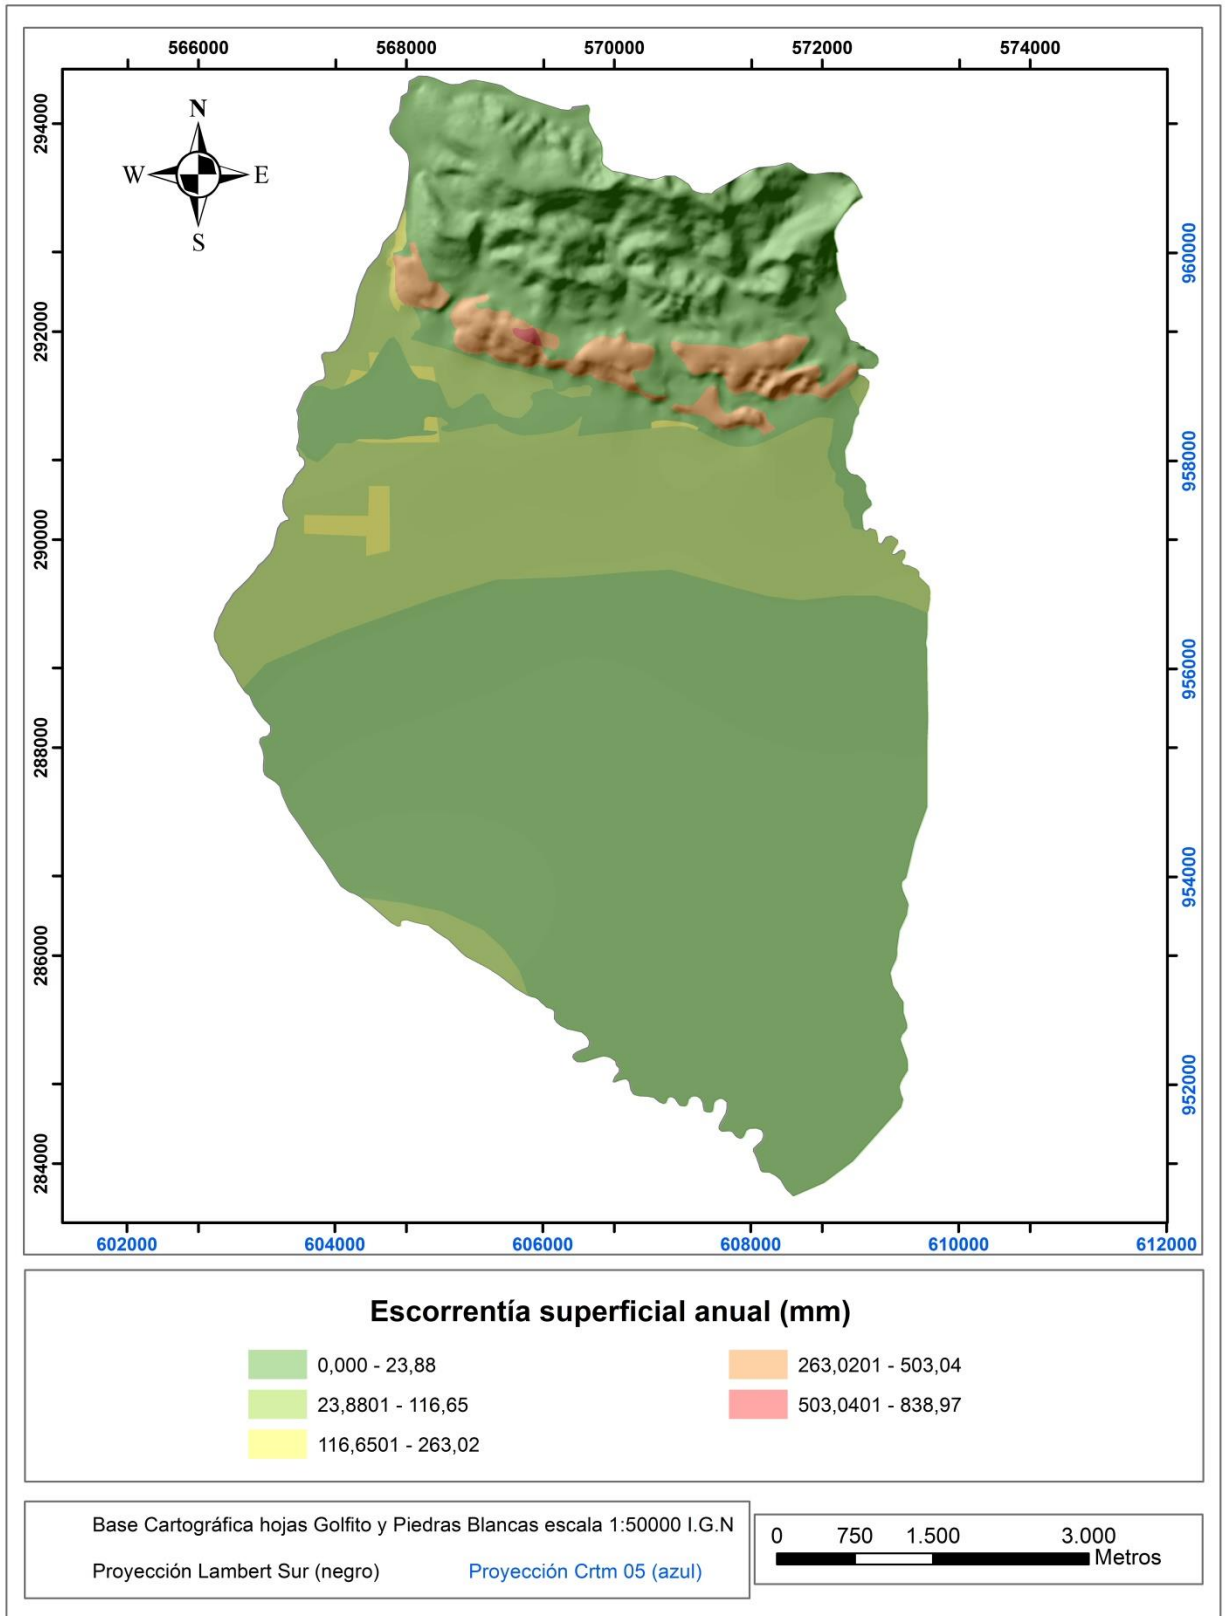 566000 568000 570000 572000 574000
294000
292000
290000
288000
286000
284000
N
W E
S
960000
958000
956000
954000
952000
602000 604000 606000 608000 610000 612000
Escorrentía superficial anual (mm)
0,000 - 23,88
23,8801 - 116,65
116,6501 - 263,02
263,0201 - 503,04
503,0401 - 838,97
Base Cartográfica hojas Golfito y Piedras Blancas escala 1:50000 I.G.N
Proyección Lambert Sur (negro) Proyección Crtm 05 (azul)
0 750 1.500 3.000
Metros